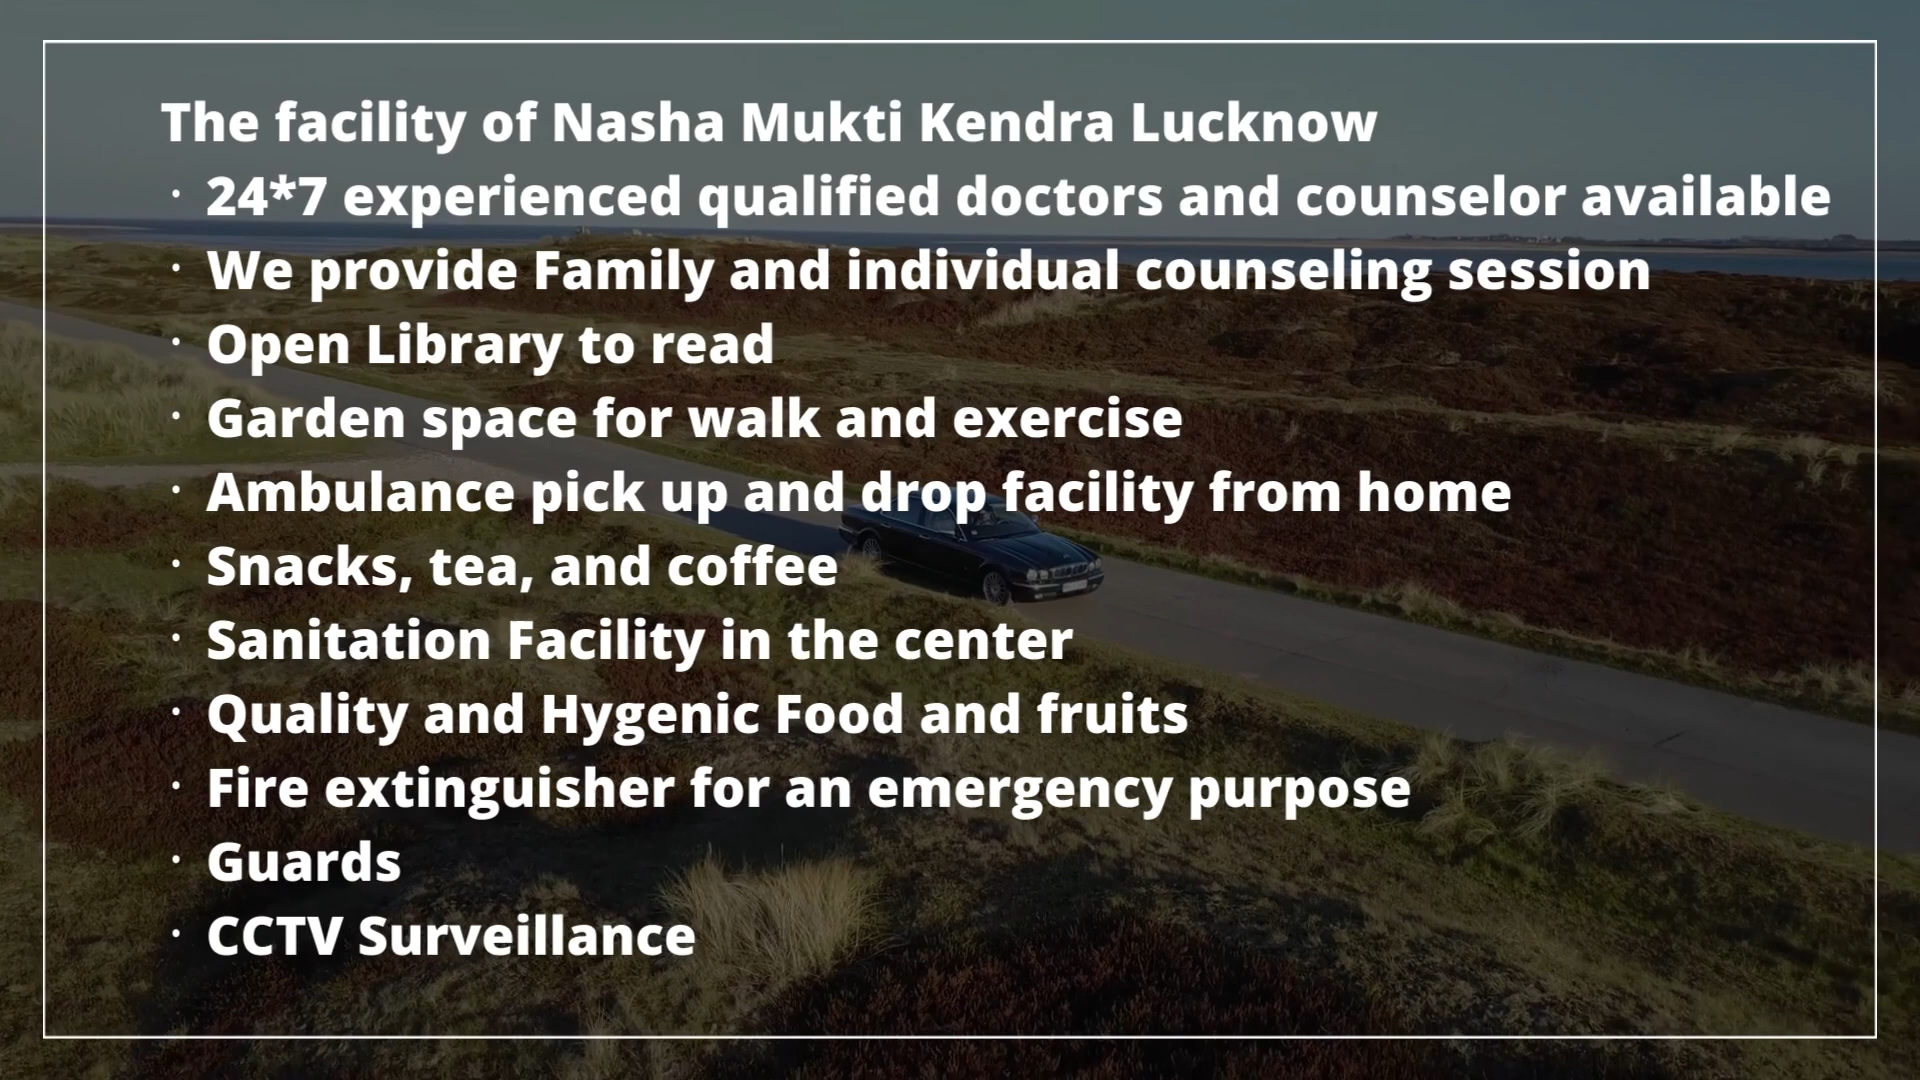 The facility of Nasha Mukti Kendra Lucknow
· 24*7 experienced qualified doctors and counselor available
· We provide Family and individual counseling session
· Open Library to read
· Garden space for walk and exercise
· Ambulance pick up and drop facility from home
· Snacks, tea, and coffee
· Sanitation Facility in the center
· Quality and Hygenic Food and fruits
· Fire extinguisher for an emergency purpose
· Guards
· CCTV Surveillance